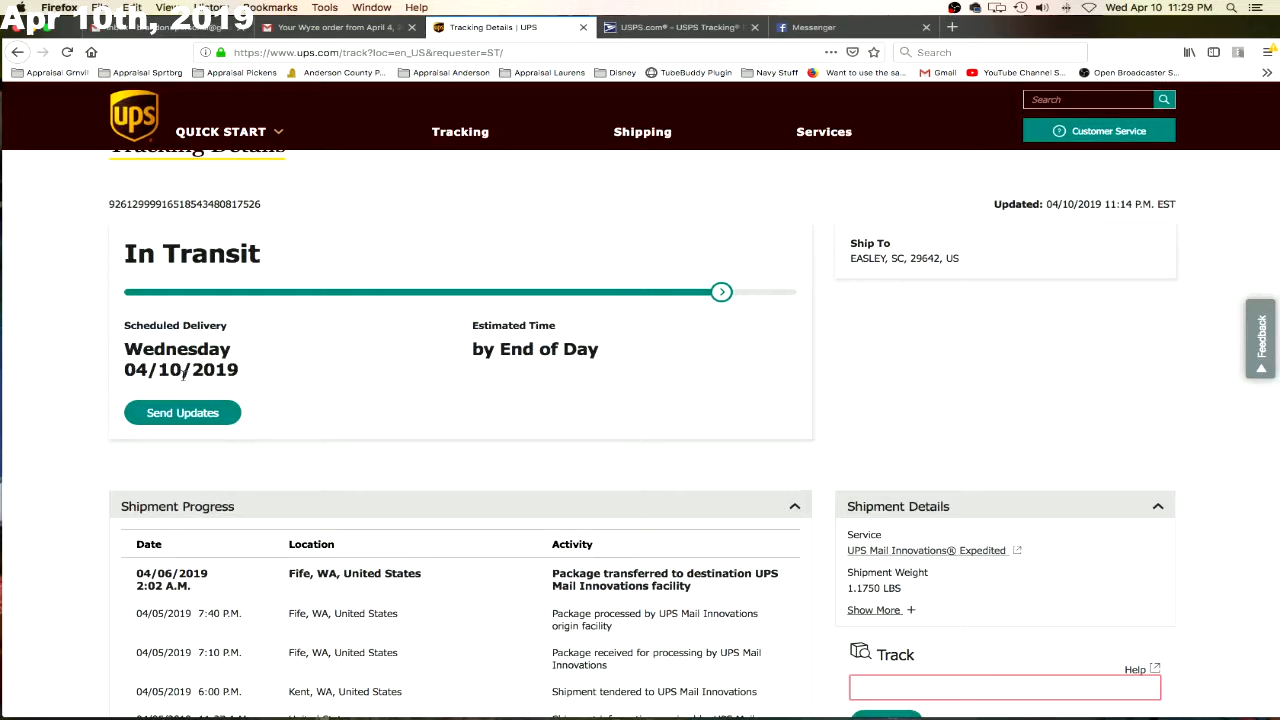 Apr 10th, 2019
Firefox
File
Edit
View
History
Bookmarks
Tools
Window
Help
Wed Apr 10 11:29
Your Wyze order from April 4,
Tracking Details | UPS
USPS.com® - USPS Tracking®
Messenger
https://www.ups.com/track?loc=en_US&requester=ST/
Search
Appraisal Grnvll
Appraisal Sprtbrg
Appraisal Pickens
Anderson County P...
Appraisal Anderson
Appraisal Laurens
Disney
TubeBuddy Plugin
Navy Stuff
Want to use the sa...
Gmail
YouTube Channel S...
Open Broadcaster S...
ups
QUICK START
Tracking
Shipping
Services
Search
Customer Service
Tracking Details
92612999916518543480817526
Updated: 04/10/2019 11:14 P.M. EST
In Transit
Scheduled Delivery
Wednesday
04/10/2019
Estimated Time
by End of Day
Send Updates
Ship To
EASLEY, SC, 29642, US
Feedback
Shipment Progress
Date Location Activity
04/06/2019 Fife, WA, United States Package transferred to destination UPS
2:02 A.M. Mail Innovations facility
04/05/2019 7:40 P.M. Fife, WA, United States Package processed by UPS Mail Innovations
origin facility
04/05/2019 7:10 P.M. Fife, WA, United States Package received for processing by UPS Mail
Innovations
04/05/2019 6:00 P.M. Kent, WA, United States Shipment tendered to UPS Mail Innovations
Shipment Details
Service
UPS Mail Innovations® Expedited
Shipment Weight
1.1750 LBS
Show More +
Track
Help